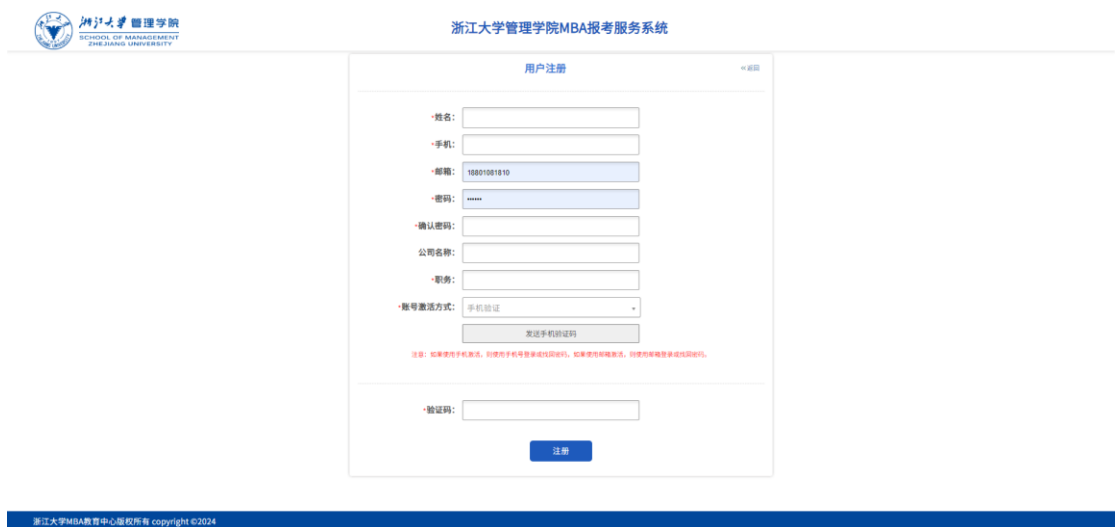 浙江大学 管理学院
SCHOOL OF MANAGEMENT
ZHEJIANG UNIVERSITY
浙江大学管理学院MBA报考服务系统
用户注册
<<返回
*姓名：
*手机：
*邮箱： 18801081810
*密码： ••••••
*确认密码：
公司名称：
*职务：
*账号激活方式： 手机验证
发送手机验证码
注意：如果使用手机激活，则使用手机号登录或找回密码，如果使用邮箱激活，则使用邮箱登录或找回密码。
*验证码：
注册
浙江大学MBA教育中心版权所有 copyright ©2024